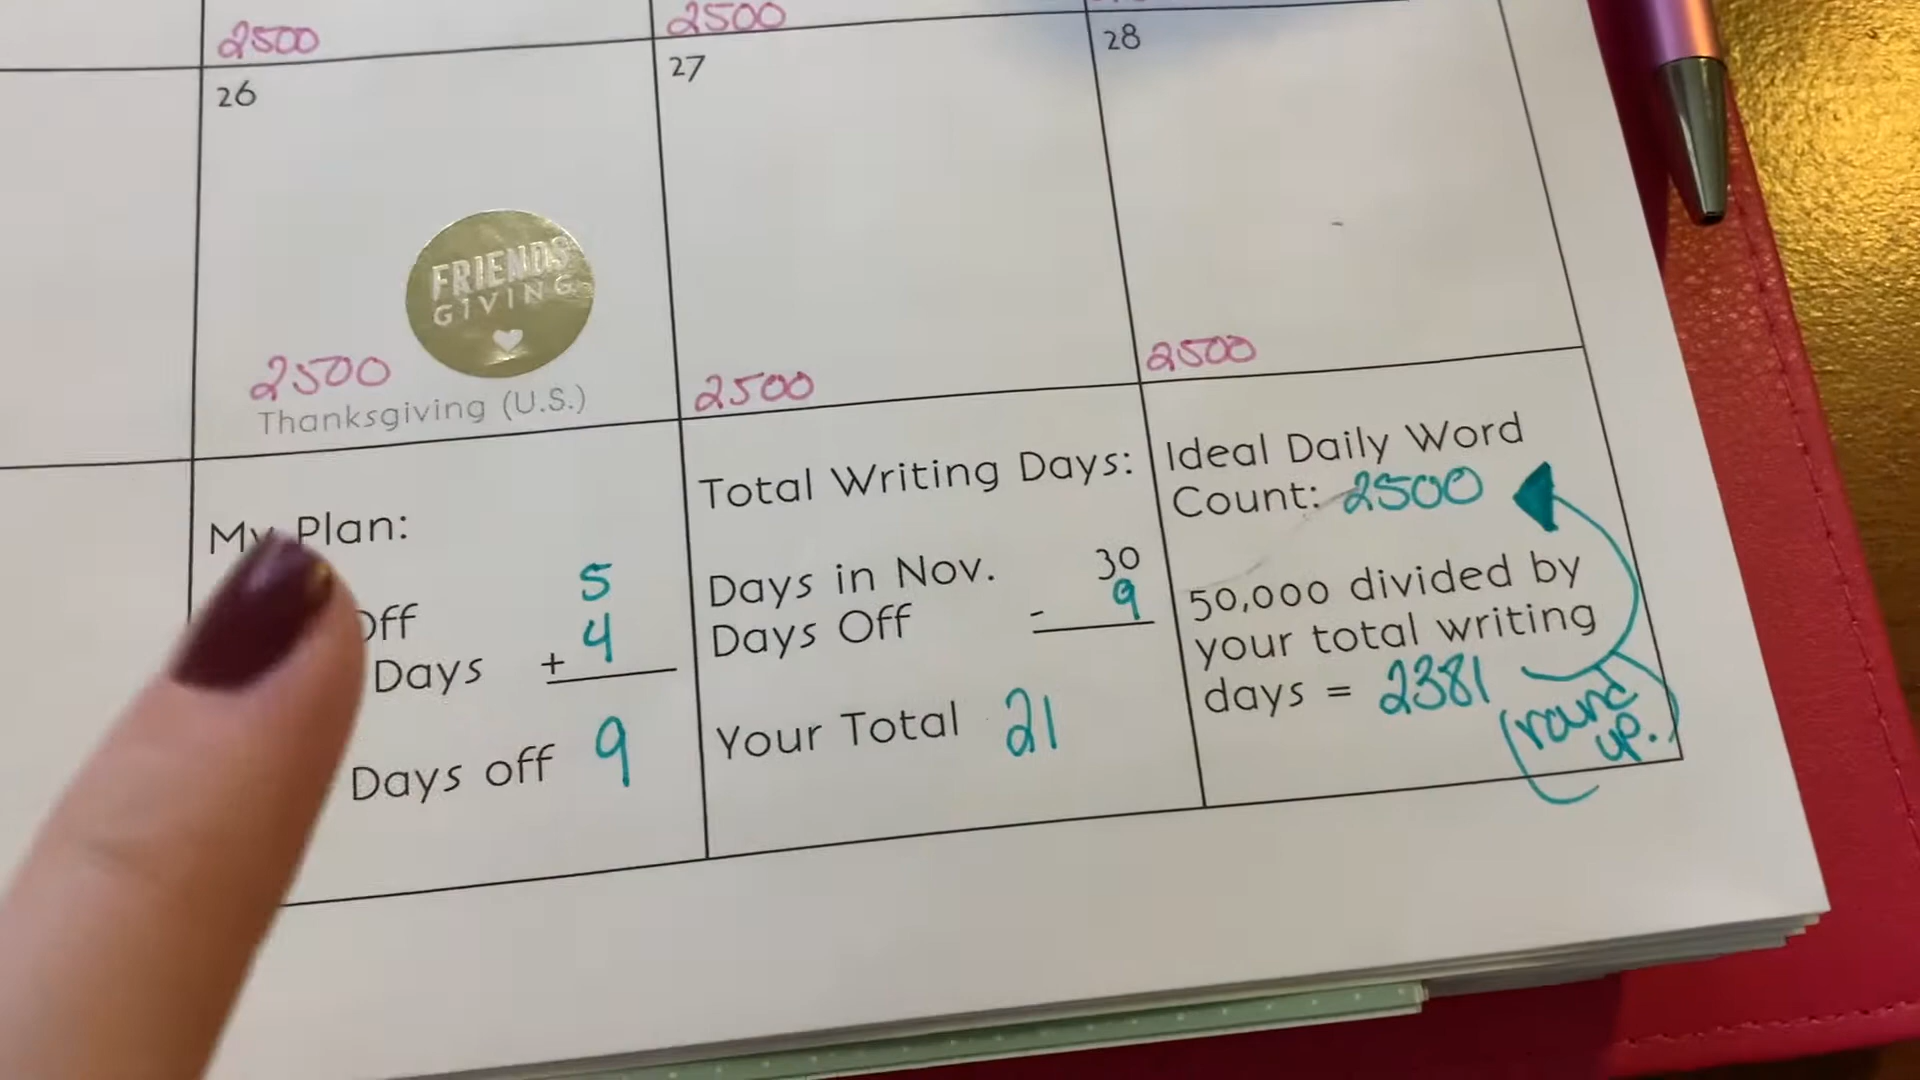 2500
2500
26
27
28
FRIENDS
GIVING
2500
Thanksgiving (U.S.)
2500
2500
My Plan:
5
Off
+ 4
Days
Days off 9
Total Writing Days:
Days in Nov. 30
Days Off - 9
Your Total 21
Ideal Daily Word
Count: 2500
50,000 divided by
your total writing
days = 2381
(round
up.)